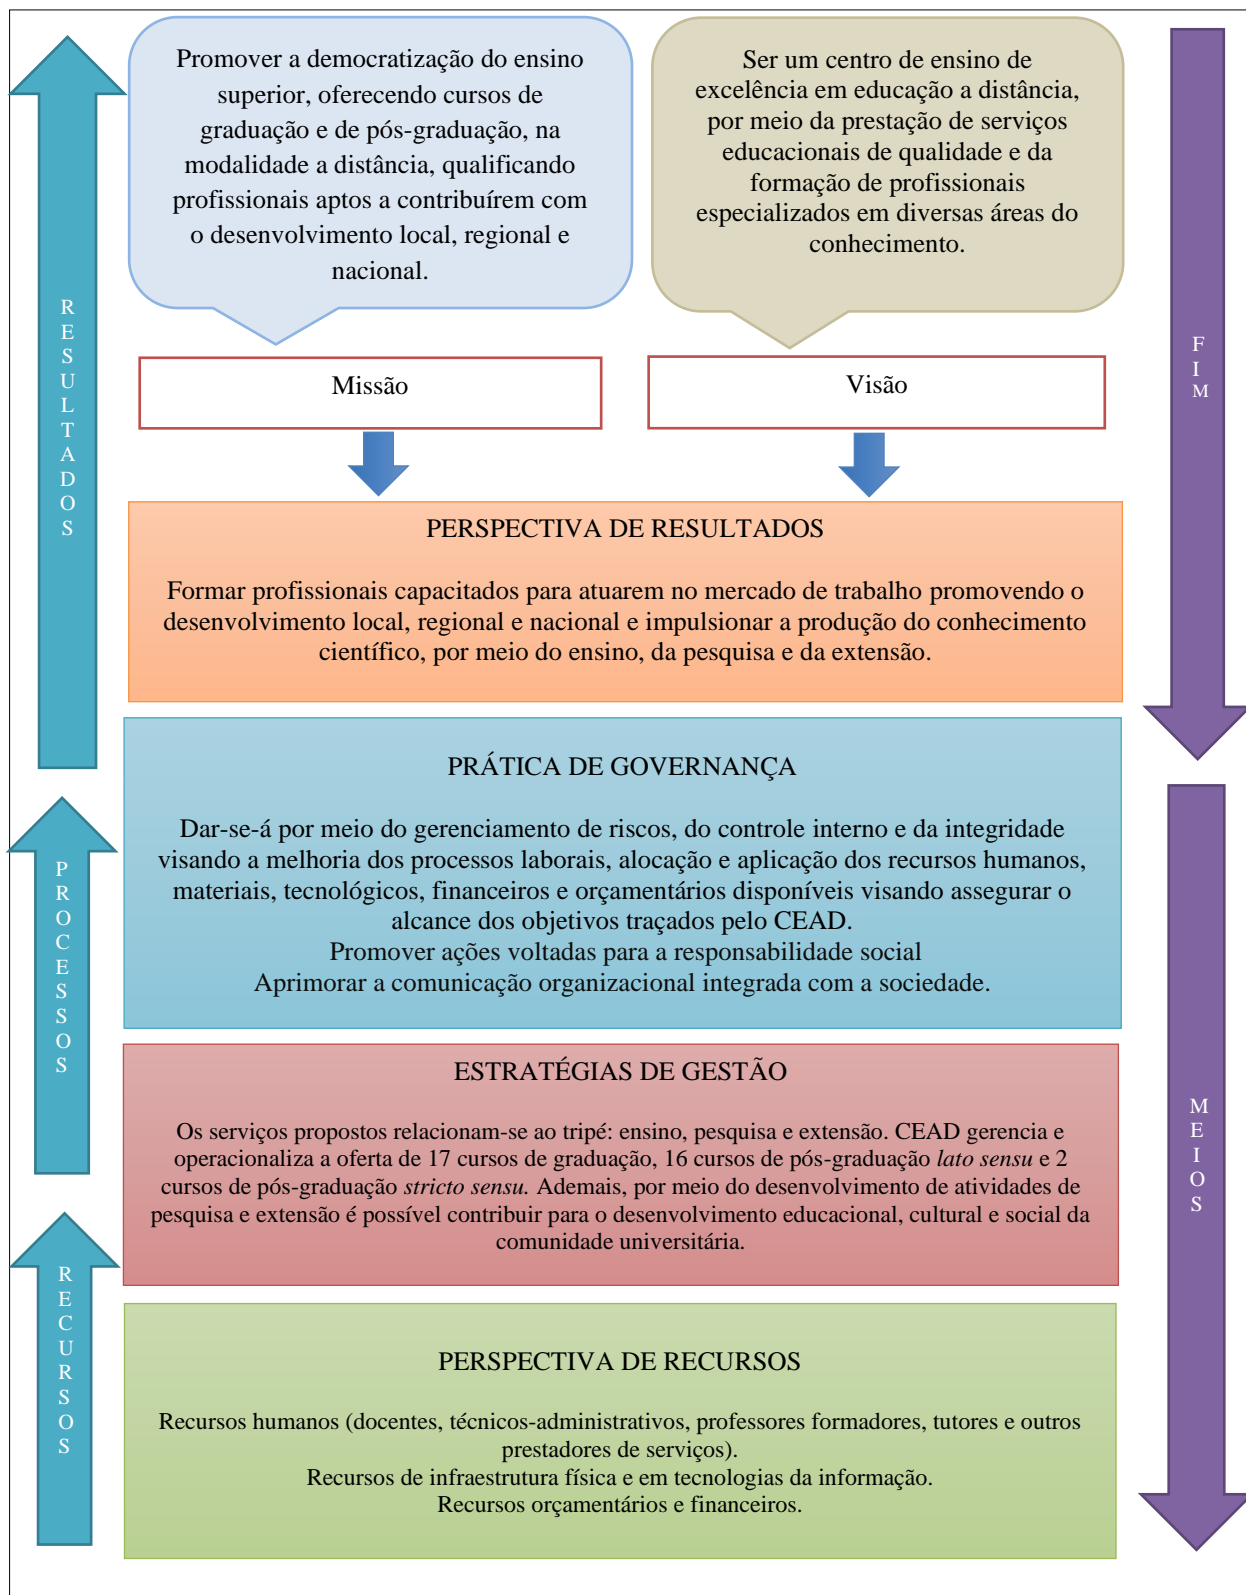 Promover a democratização do ensino
superior, oferecendo cursos de
graduação e de pós-graduação, na
modalidade a distância, qualificando
profissionais aptos a contribuírem com
o desenvolvimento local, regional e
nacional.
Ser um centro de ensino de
excelência em educação a distância,
por meio da prestação de serviços
educacionais de qualidade e da
formação de profissionais
especializados em diversas áreas do
conhecimento.
Missão
Visão
RESULTADOS
FIM
PERSPECTIVA DE RESULTADOS
Formar profissionais capacitados para atuarem no mercado de trabalho promovendo o
desenvolvimento local, regional e nacional e impulsionar a produção do conhecimento
científico, por meio do ensino, da pesquisa e da extensão.
PROCESSOS
PRÁTICA DE GOVERNANÇA
Dar-se-á por meio do gerenciamento de riscos, do controle interno e da integridade
visando a melhoria dos processos laborais, alocação e aplicação dos recursos humanos,
materiais, tecnológicos, financeiros e orçamentários disponíveis visando assegurar o
alcance dos objetivos traçados pelo CEAD.
Promover ações voltadas para a responsabilidade social
Aprimorar a comunicação organizacional integrada com a sociedade.
MEIOS
ESTRATÉGIAS DE GESTÃO
Os serviços propostos relacionam-se ao tripé: ensino, pesquisa e extensão. CEAD gerencia e
operacionaliza a oferta de 17 cursos de graduação, 16 cursos de pós-graduação lato sensu e 2
cursos de pós-graduação stricto sensu. Ademais, por meio do desenvolvimento de atividades de
pesquisa e extensão é possível contribuir para o desenvolvimento educacional, cultural e social da
comunidade universitária.
RECURSOS
PERSPECTIVA DE RECURSOS
Recursos humanos (docentes, técnicos-administrativos, professores formadores, tutores e outros
prestadores de serviços).
Recursos de infraestrutura física e em tecnologias da informação.
Recursos orçamentários e financeiros.